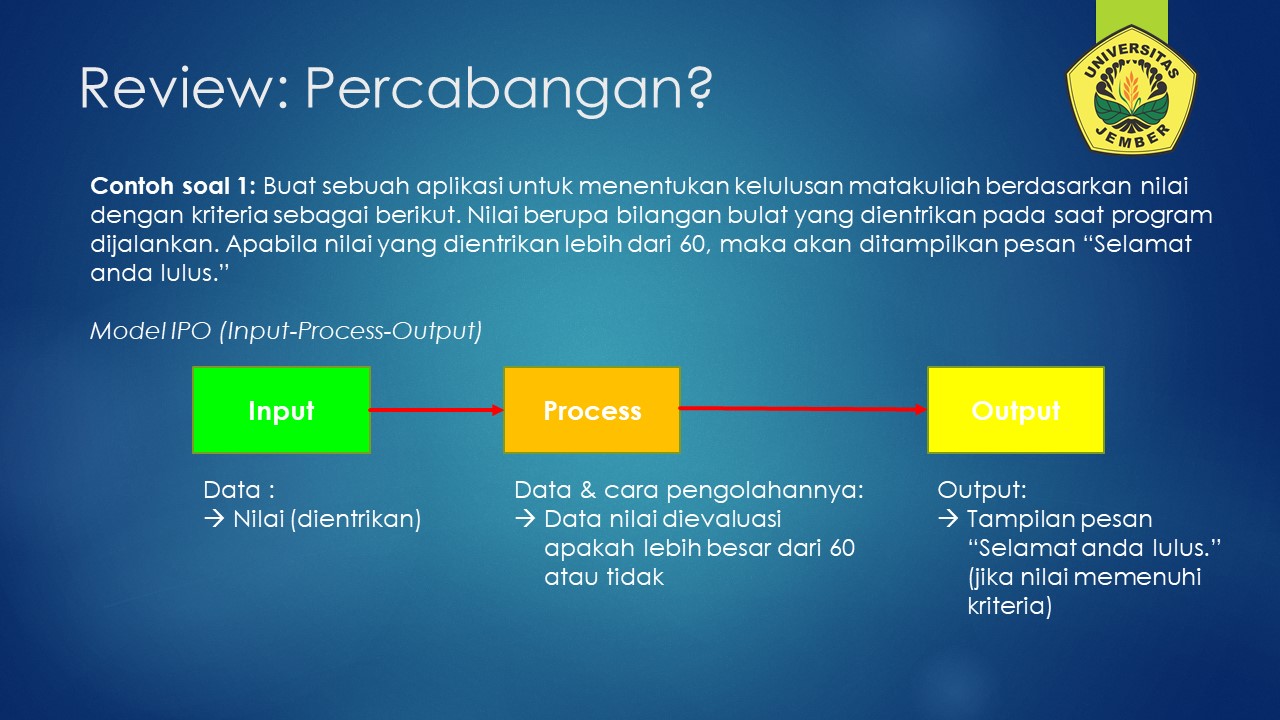 Review: Percabangan?
UNIVERSITAS
JEMBER
Contoh soal 1: Buat sebuah aplikasi untuk menentukan kelulusan matakuliah berdasarkan nilai
dengan kriteria sebagai berikut. Nilai berupa bilangan bulat yang dientrikan pada saat program
dijalankan. Apabila nilai yang dientrikan lebih dari 60, maka akan ditampilkan pesan “Selamat
anda lulus.”
Model IPO (Input-Process-Output)
Input
Process
Output
Data :
→ Nilai (dientrikan)
Data & cara pengolahannya:
→ Data nilai dievaluasi
apakah lebih besar dari 60
atau tidak
Output:
→ Tampilan pesan
“Selamat anda lulus.”
(jika nilai memenuhi
kriteria)